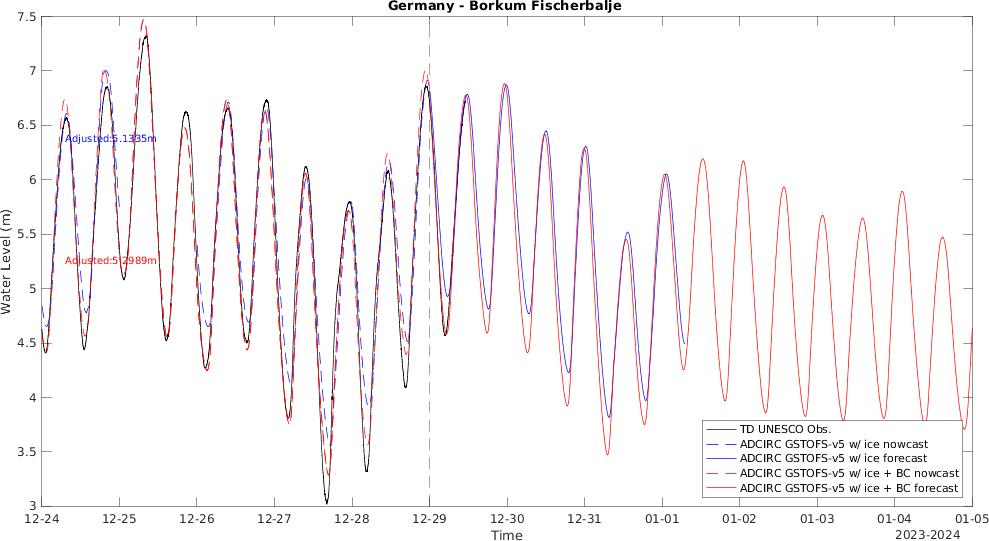 Germany - Borkum Fischerbalje
7.5
7
6.5
6
5.5
5
4.5
4
3.5
3
Water Level (m)
Adjusted:5.1335m
Adjusted:5.2989m
TD UNESCO Obs.
ADCIRC GSTOFS-v5 w/ ice nowcast
ADCIRC GSTOFS-v5 w/ ice forecast
ADCIRC GSTOFS-v5 w/ ice + BC nowcast
ADCIRC GSTOFS-v5 w/ ice + BC forecast
12-24 12-25 12-26 12-27 12-28 12-29 12-30 12-31 01-01 01-02 01-03 01-04 01-05
Time
2023-2024